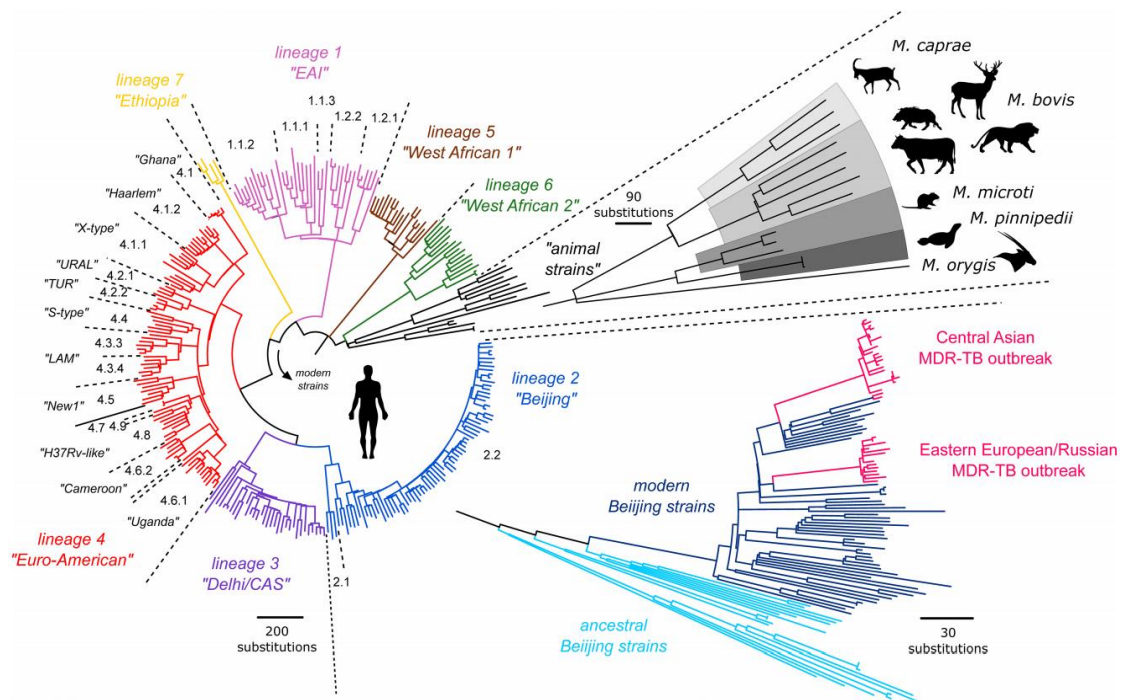 lineage 1
"EAI"
lineage 7
"Ethiopia"
1.1.3
1.1.1
1.2.2
1.2.1
1.1.2
lineage 5
"West African 1"
lineage 6
"West African 2"
"Ghana"
4.1
"Haarlem"
4.1.2
"X-type"
4.1.1
"URAL"
4.2.1
"TUR"
4.2.2
"S-type"
4.4
4.3.3
"LAM"
4.3.4
4.5
"New1"
4.7
4.9
4.8
"H37Rv-like"
4.6.2
"Cameroon"
4.6.1
"Uganda"
lineage 4
"Euro-American"
lineage 3
"Delhi/CAS"
2.1
200
substitutions
modern
strains
lineage 2
"Beijing"
2.2
"animal
strains"
90
substitutions
M. caprae
M. bovis
M. microti
M. pinnipedii
M. orygis
Central Asian
MDR-TB outbreak
Eastern European/Russian
MDR-TB outbreak
modern
Beiijing strains
ancestral
Beiijing strains
30
substitutions